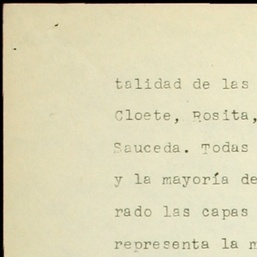 talidad de las
Cloete, Rosita,
Sauceda. Todas
y la mayoría de
rado las capas
representa la m